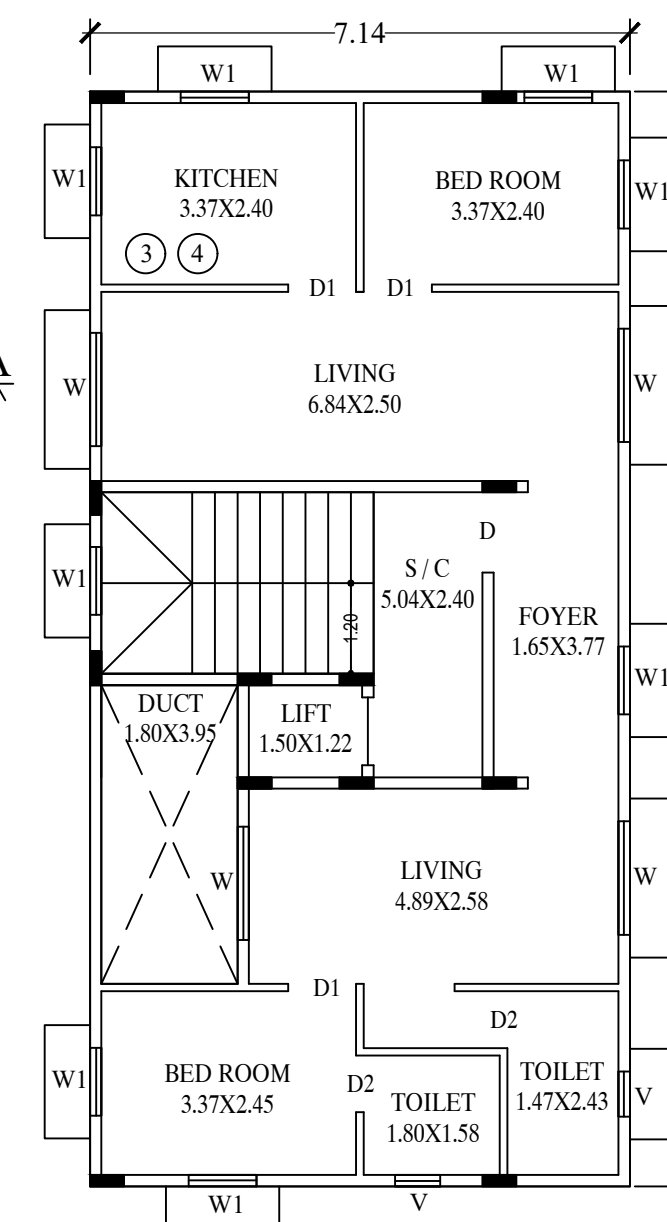 7.14
W1
W1
W1
KITCHEN
3.37X2.40
BED ROOM
3.37X2.40
W1
3
4
D1
D1
A
W
LIVING
6.84X2.50
W
D
W1
S / C
5.04X2.40
1.20
FOYER
1.65X3.77
W1
DUCT
1.80X3.95
LIFT
1.50X1.22
W
LIVING
4.89X2.58
W
D1
D2
W1
BED ROOM
3.37X2.45
D2
TOILET
1.80X1.58
TOILET
1.47X2.43
V
W1
V